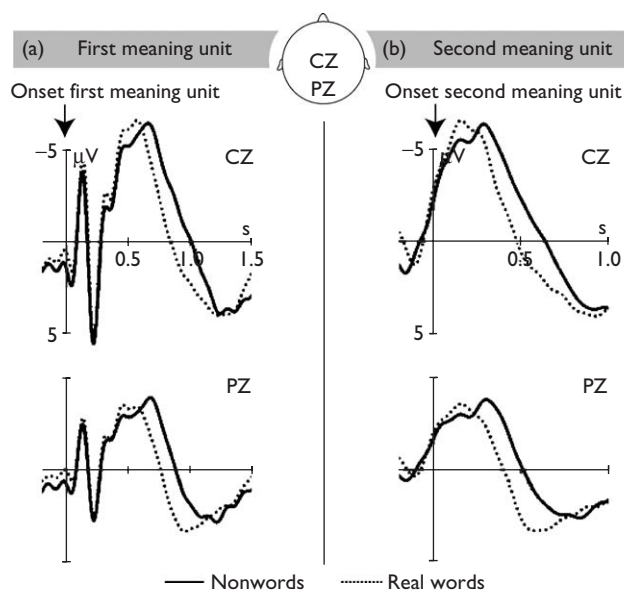 (a) First meaning unit
CZ
PZ
(b) Second meaning unit
Onset first meaning unit
Onset second meaning unit
−5
μV
CZ
s
0.5
1.0
1.5
5
PZ
−5
μV
CZ
s
0.5
1.0
5
PZ
Nonwords
Real words